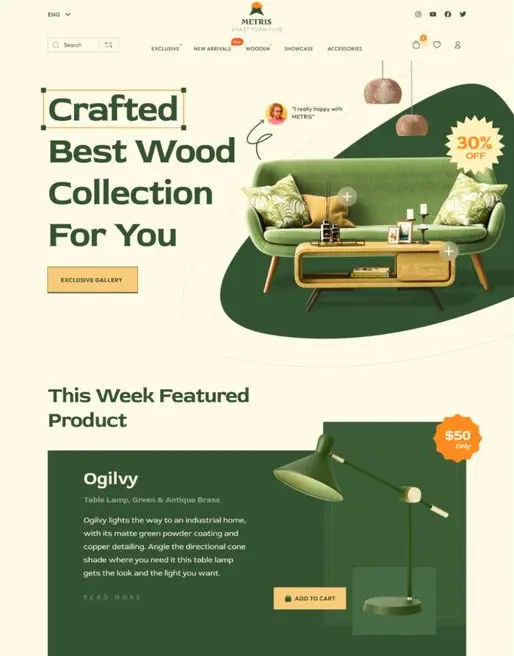 ENG
METRIS
SMART FURNITURE
Search
EXCLUSIVE
NEW ARRIVALS
New
WOODEN
SHOWCASE
ACCESSORIES
Crafted
Best Wood
Collection
For You
"I really happy with
METRIS"
30%
OFF
EXCLUSIVE GALLERY
This Week Featured
Product
$50
Only
Ogilvy
Table Lamp, Green & Antique Brass
Ogilvy lights the way to an industrial home,
with its matte green powder coating and
copper detailing. Angle the directional cone
shade where you need it this table lamp
gets the look and the light you want.
READ MORE
ADD TO CART